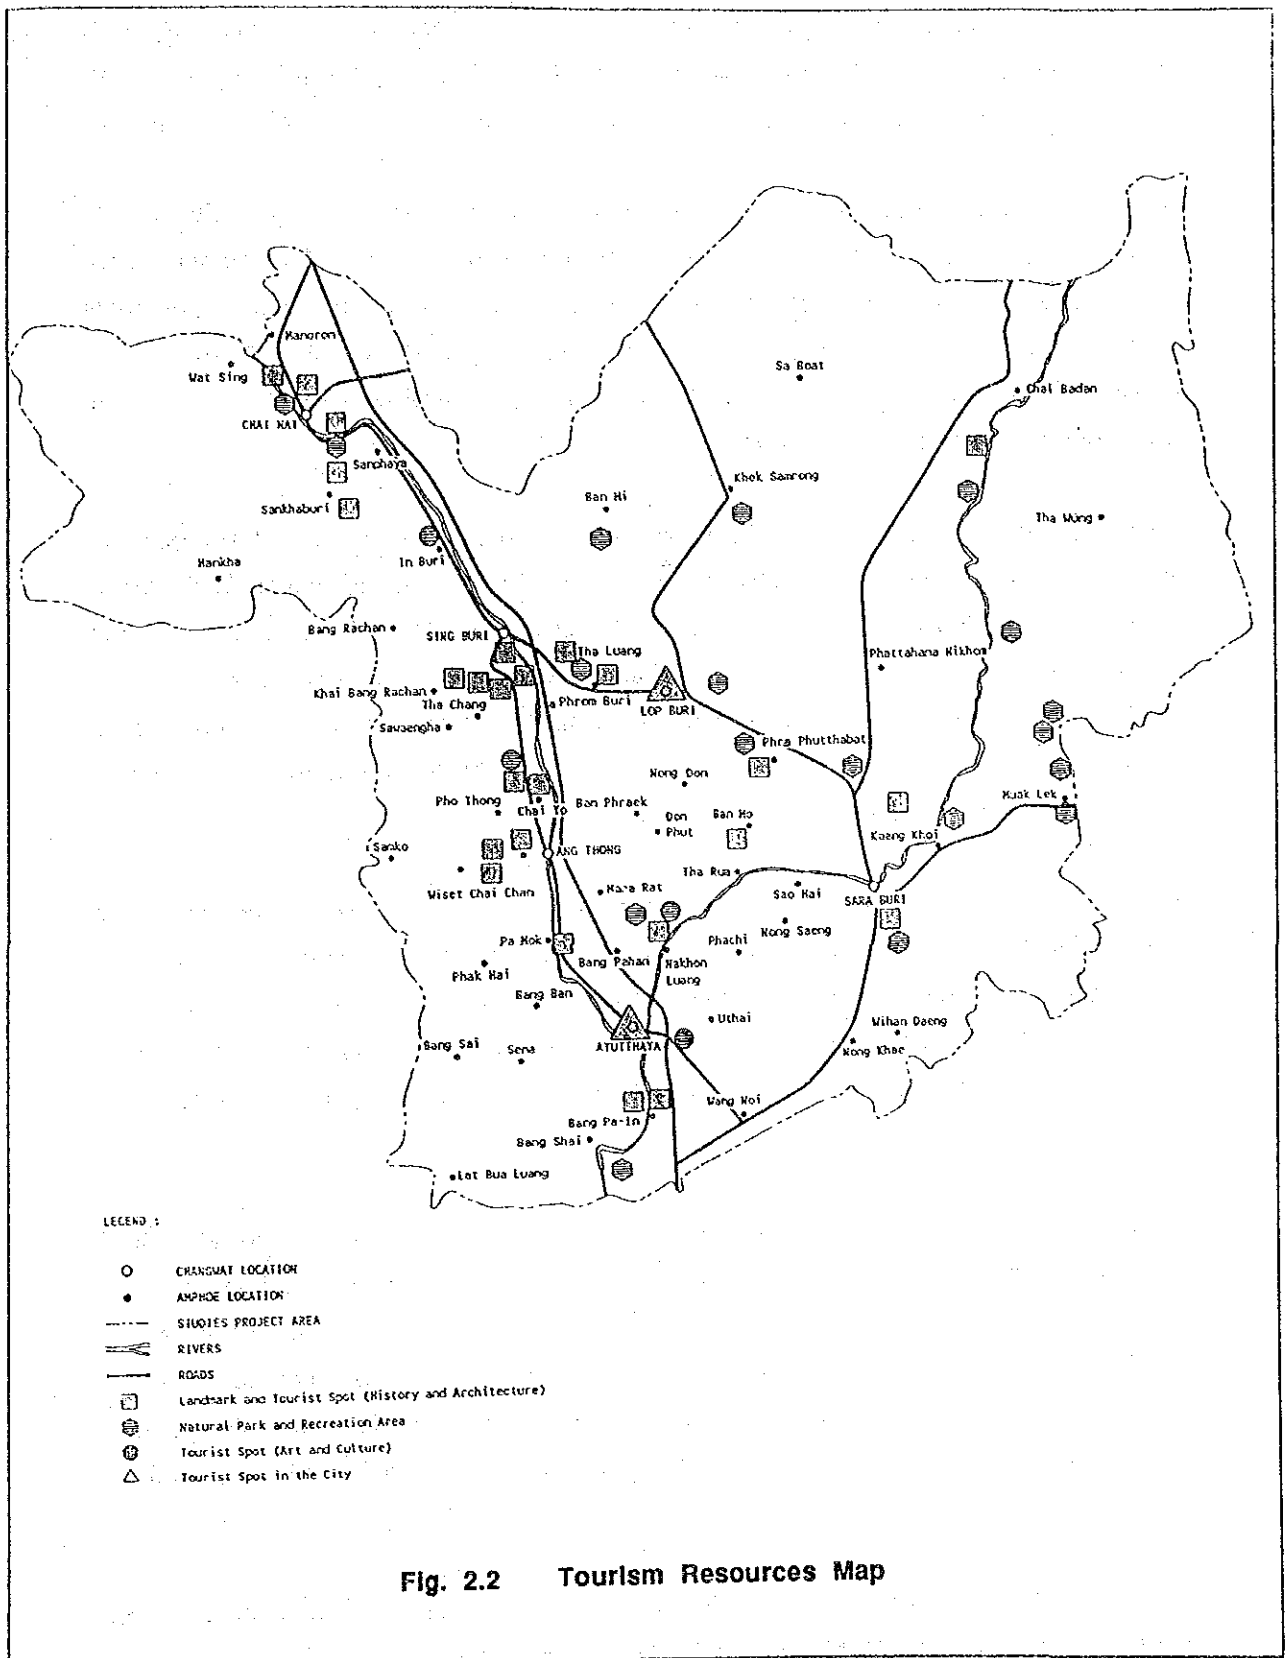 Manorom
Wat Sing
Sa Boat
Chai Badan
CHAI NAT
Sanphaya
Khok Samrong
Sankhaburi
Ban Mi
Tha Wung
In Buri
Hankha
Bang Rachan
SING BURI
Tha Luang
Phattahana Nikhom
Khai Bang Rachan
Tha Chang
Phrom Buri
LOP BURI
Sawaengha
Phra Phutthabat
Nong Don
Muak Lek
Pho Thong
Chai Yo
Ban Phraek
Don
Phut
Ban Mo
Kaeng Khoi
Samko
ANG THONG
Wiset Chai Chan
Tha Rua
Maha Rat
Sao Hai
SARA BURI
Nong Saeng
Pa Mok
Bang Pahan
Nakhon
Luang
Phachi
Phak Hai
Bang Ban
Uthai
Wihan Daeng
AYUTTHAYA
Bang Sai
Sena
Nong Khae
Wang Noi
Bang Pa-In
Bang Shai
Lat Bua Luang
LEGEND :
CHANGWAT LOCATION
AMPHOE LOCATION
STUDIES PROJECT AREA
RIVERS
ROADS
Landmark and Tourist Spot (History and Architecture)
Natural Park and Recreation Area
Tourist Spot (Art and Culture)
Tourist Spot in the City
Fig. 2.2 Tourism Resources Map